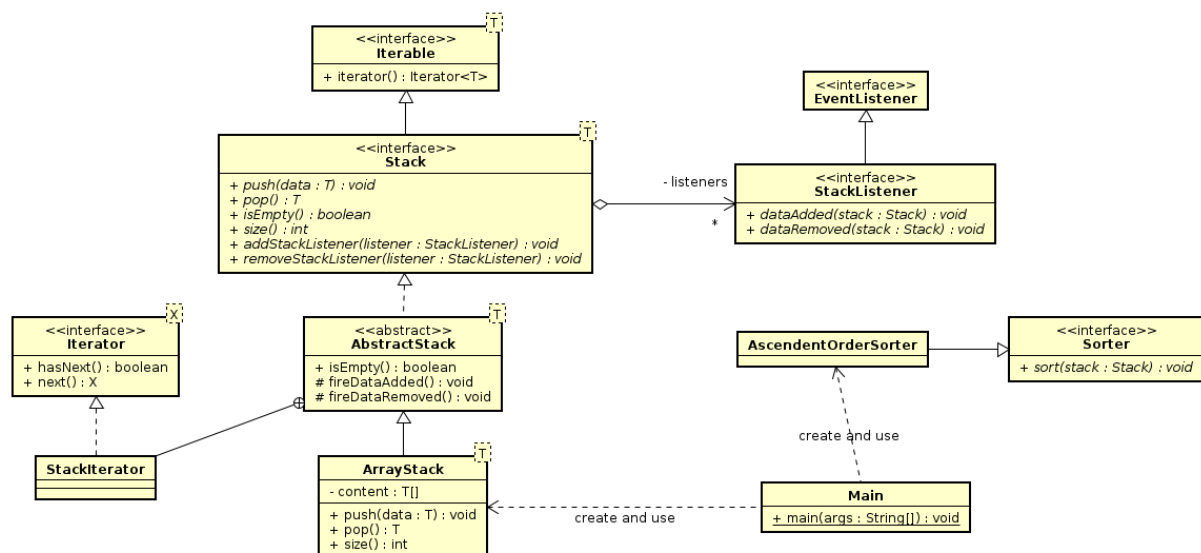 T
<<interface>>
Iterable
+ iterator() : Iterator<T>
<<interface>>
EventListener
T
<<interface>>
Stack
+ push(data : T) : void
+ pop() : T
+ isEmpty() : boolean
+ size() : int
+ addStackListener(listener : StackListener) : void
+ removeStackListener(listener : StackListener) : void
- listeners
*
<<interface>>
StackListener
+ dataAdded(stack : Stack) : void
+ dataRemoved(stack : Stack) : void
X
<<interface>>
Iterator
+ hasNext() : boolean
+ next() : X
T
<<abstract>>
AbstractStack
+ isEmpty() : boolean
# fireDataAdded() : void
# fireDataRemoved() : void
AscendentOrderSorter
<<interface>>
Sorter
+ sort(stack : Stack) : void
create and use
StackIterator
T
ArrayStack
- content : T[]
+ push(data : T) : void
+ pop() : T
+ size() : int
create and use
Main
+ main(args : String[]) : void